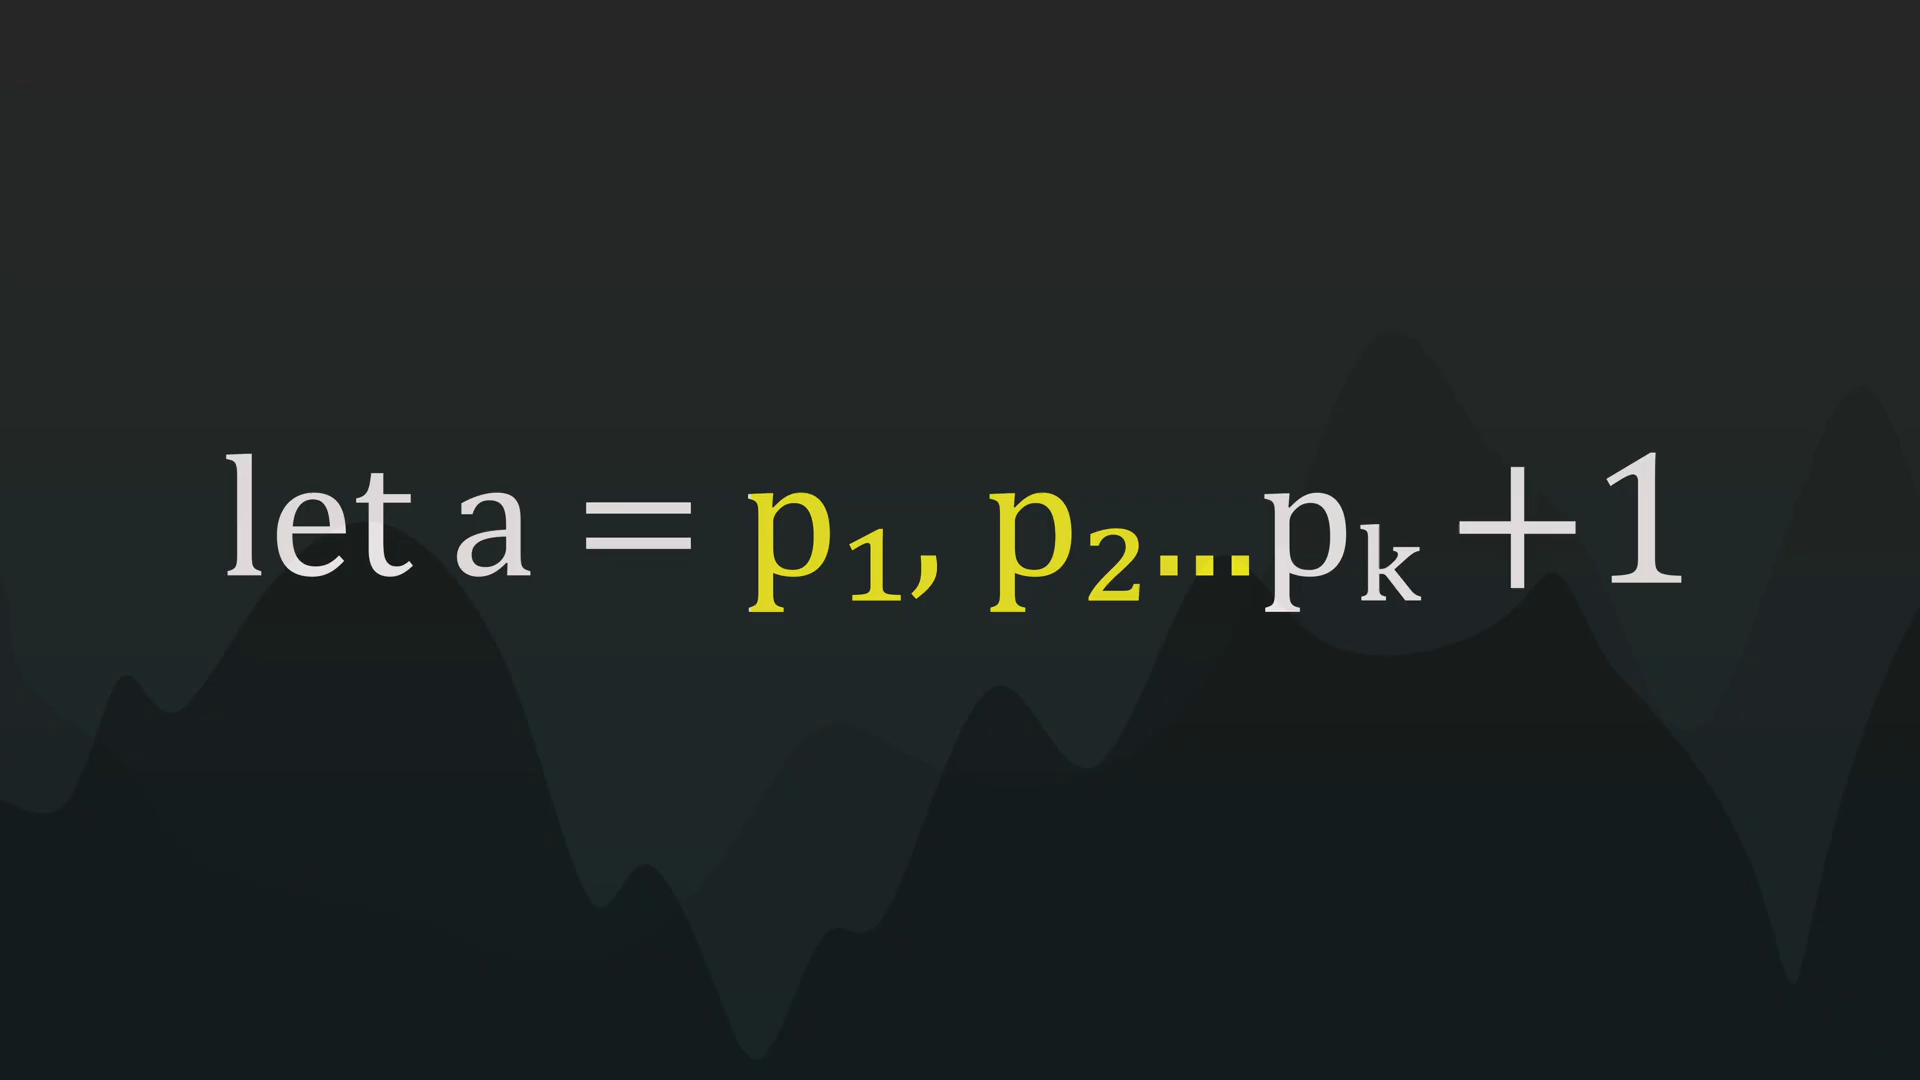 let a = p₁, p₂...pₖ +1